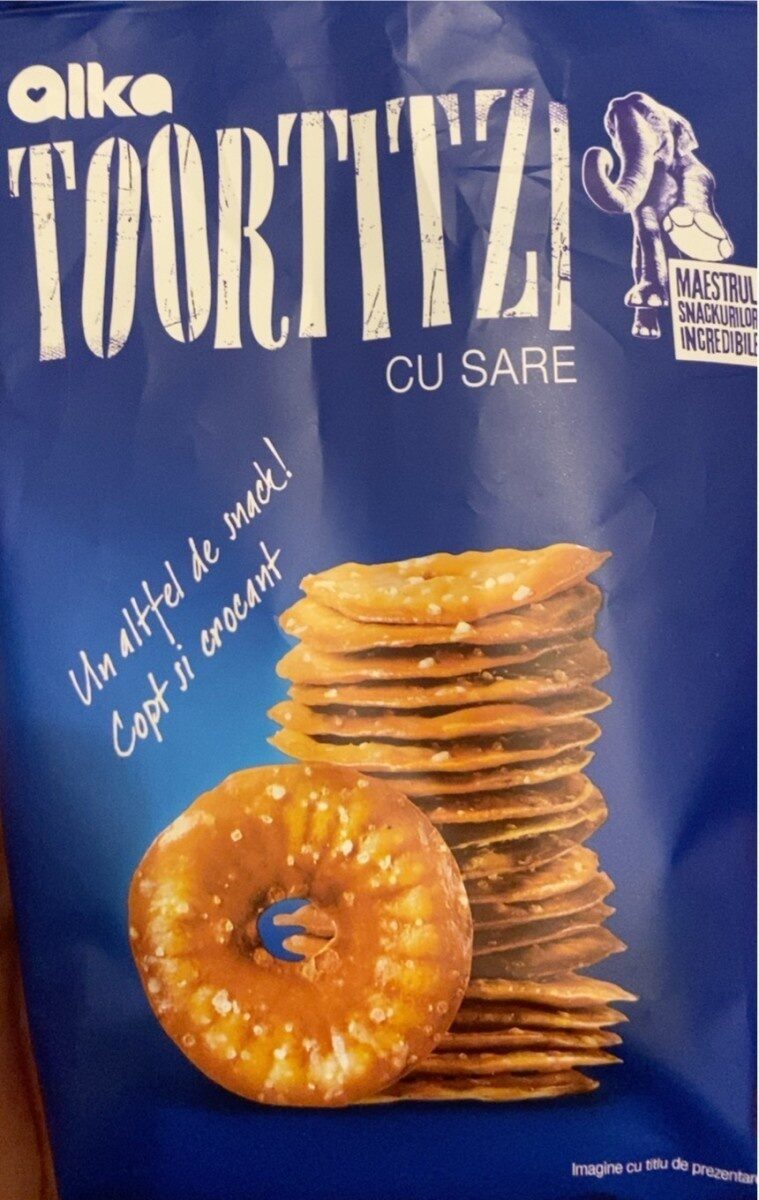 alka
TOORTITZI
CU SARE
MAESTRUL
SNACKURILOR
INCREDIBILE
Un altfel de snack!
Copt si crocant
Imagine cu titlu de prezentare